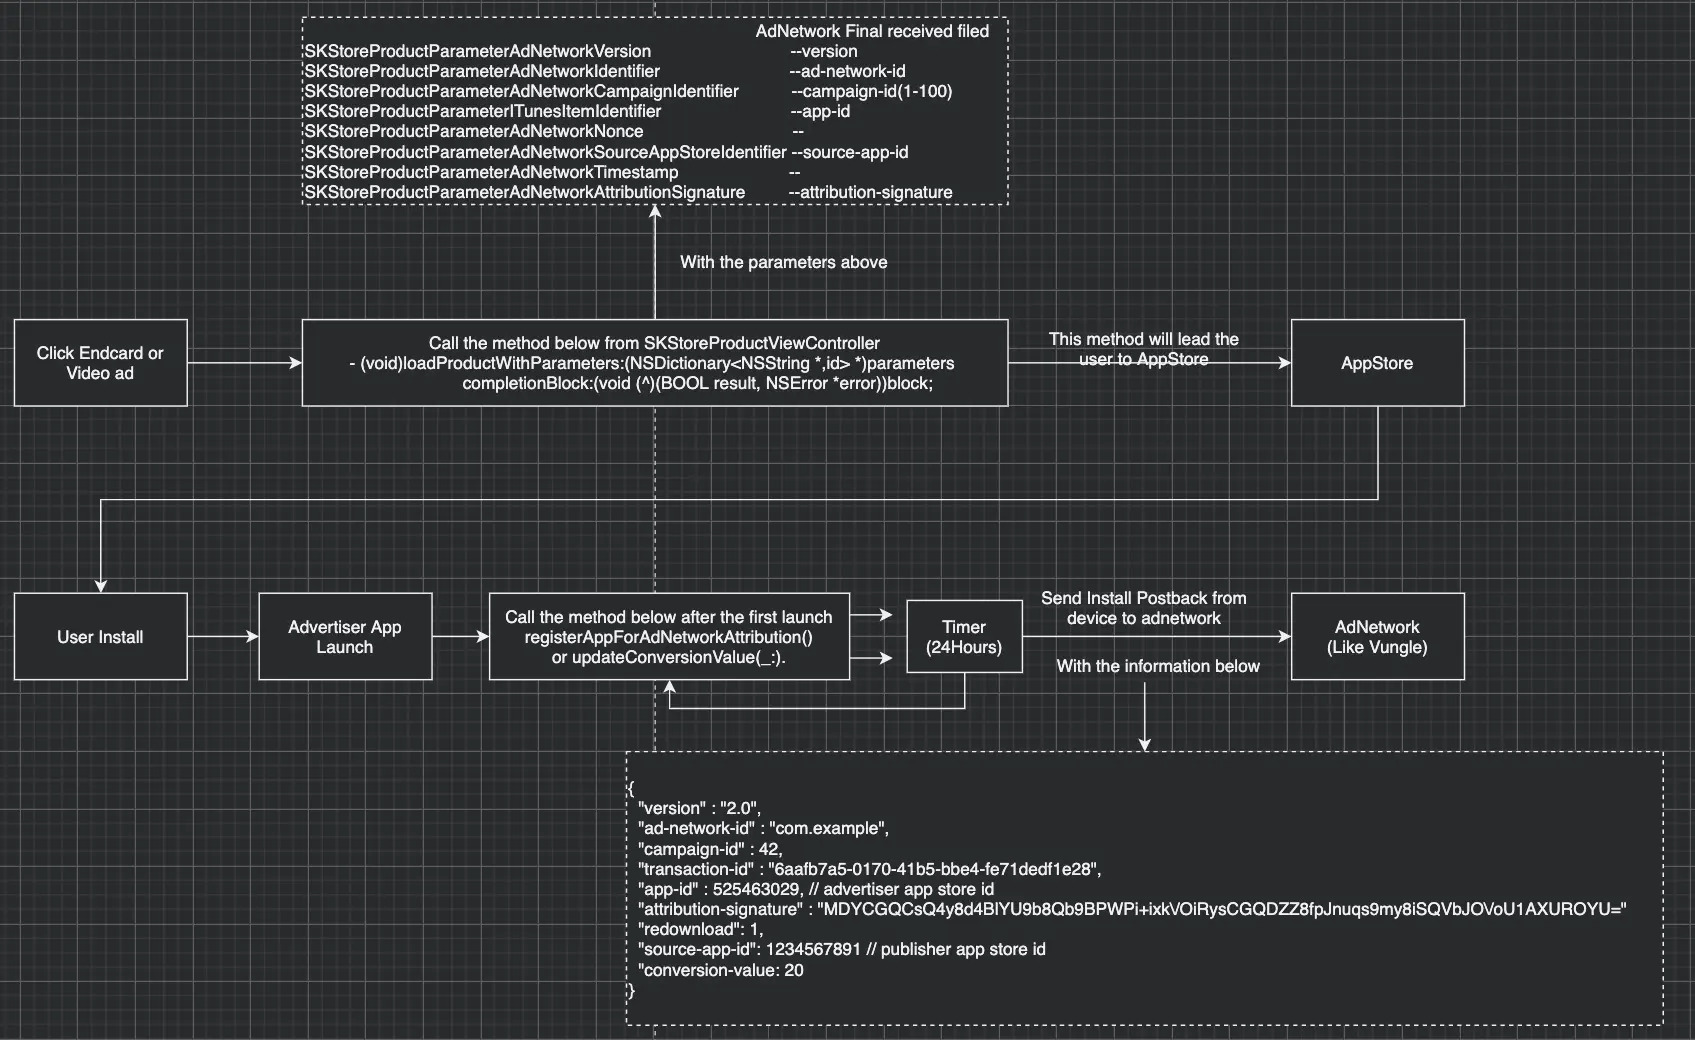 AdNetwork Final received filed
SKStoreProductParameterAdNetworkVersion --version
SKStoreProductParameterAdNetworkIdentifier --ad-network-id
SKStoreProductParameterAdNetworkCampaignIdentifier --campaign-id(1-100)
SKStoreProductParameterITunesItemIdentifier --app-id
SKStoreProductParameterAdNetworkNonce --
SKStoreProductParameterAdNetworkSourceAppStoreIdentifier --source-app-id
SKStoreProductParameterAdNetworkTimestamp --
SKStoreProductParameterAdNetworkAttributionSignature --attribution-signature
With the parameters above
Click Endcard or
Video ad
Call the method below from SKStoreProductViewController
- (void)loadProductWithParameters:(NSDictionary<NSString *,id> *)parameters
completionBlock:(void (^)(BOOL result, NSError *error))block;
This method will lead the
user to AppStore
AppStore
User Install
Advertiser App
Launch
Call the method below after the first launch
registerAppForAdNetworkAttribution()
or updateConversionValue(_:).
Timer
(24Hours)
Send Install Postback from
device to adnetwork
With the information below
AdNetwork
(Like Vungle)
{
"version" : "2.0",
"ad-network-id" : "com.example",
"campaign-id" : 42,
"transaction-id" : "6aafb7a5-0170-41b5-bbe4-fe71dedf1e28",
"app-id" : 525463029, // advertiser app store id
"attribution-signature" : "MDYCGQCsQ4y8d4BlYU9b8Qb9BPWPi+ixk\/OiRysCGQDZZ8fpJnuqs9my8iSQVbJO\/oU1AXUROYU="
"redownload": 1,
"source-app-id": 1234567891 // publisher app store id
"conversion-value: 20
}